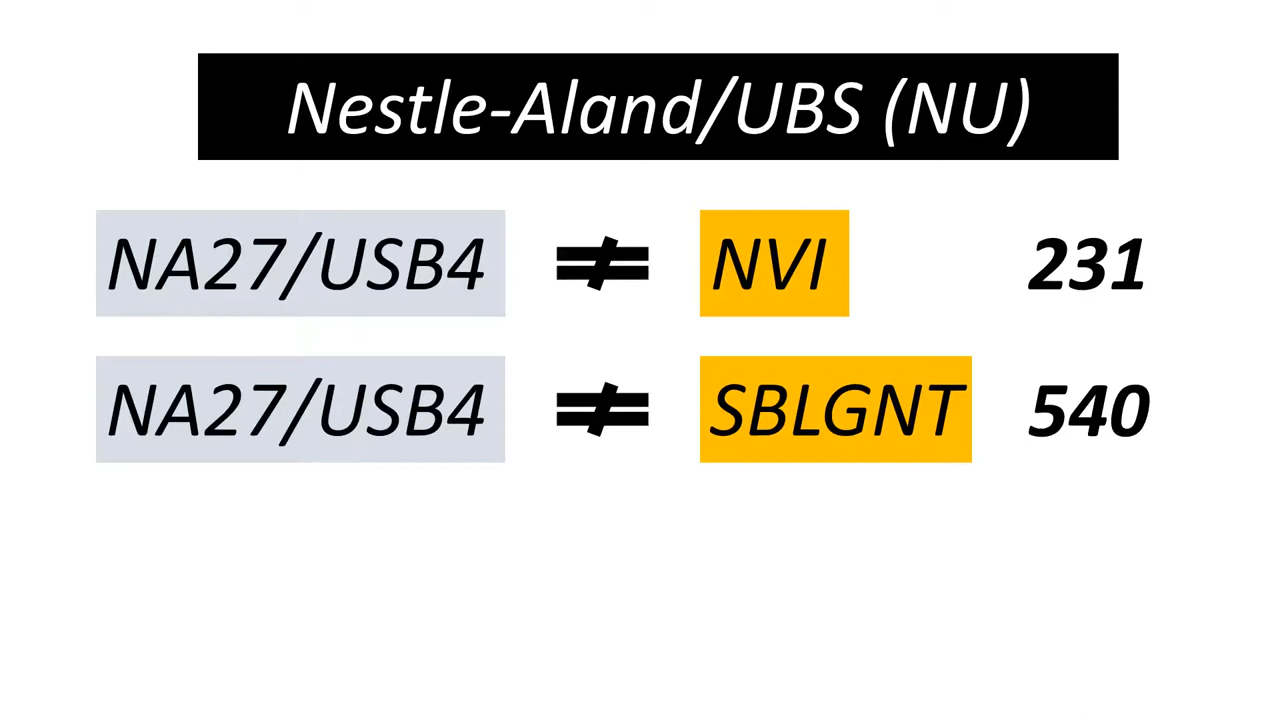 Nestle-Aland/UBS (NU)
NA27/USB4 ≠ NVI 231
NA27/USB4 ≠ SBLGNT 540